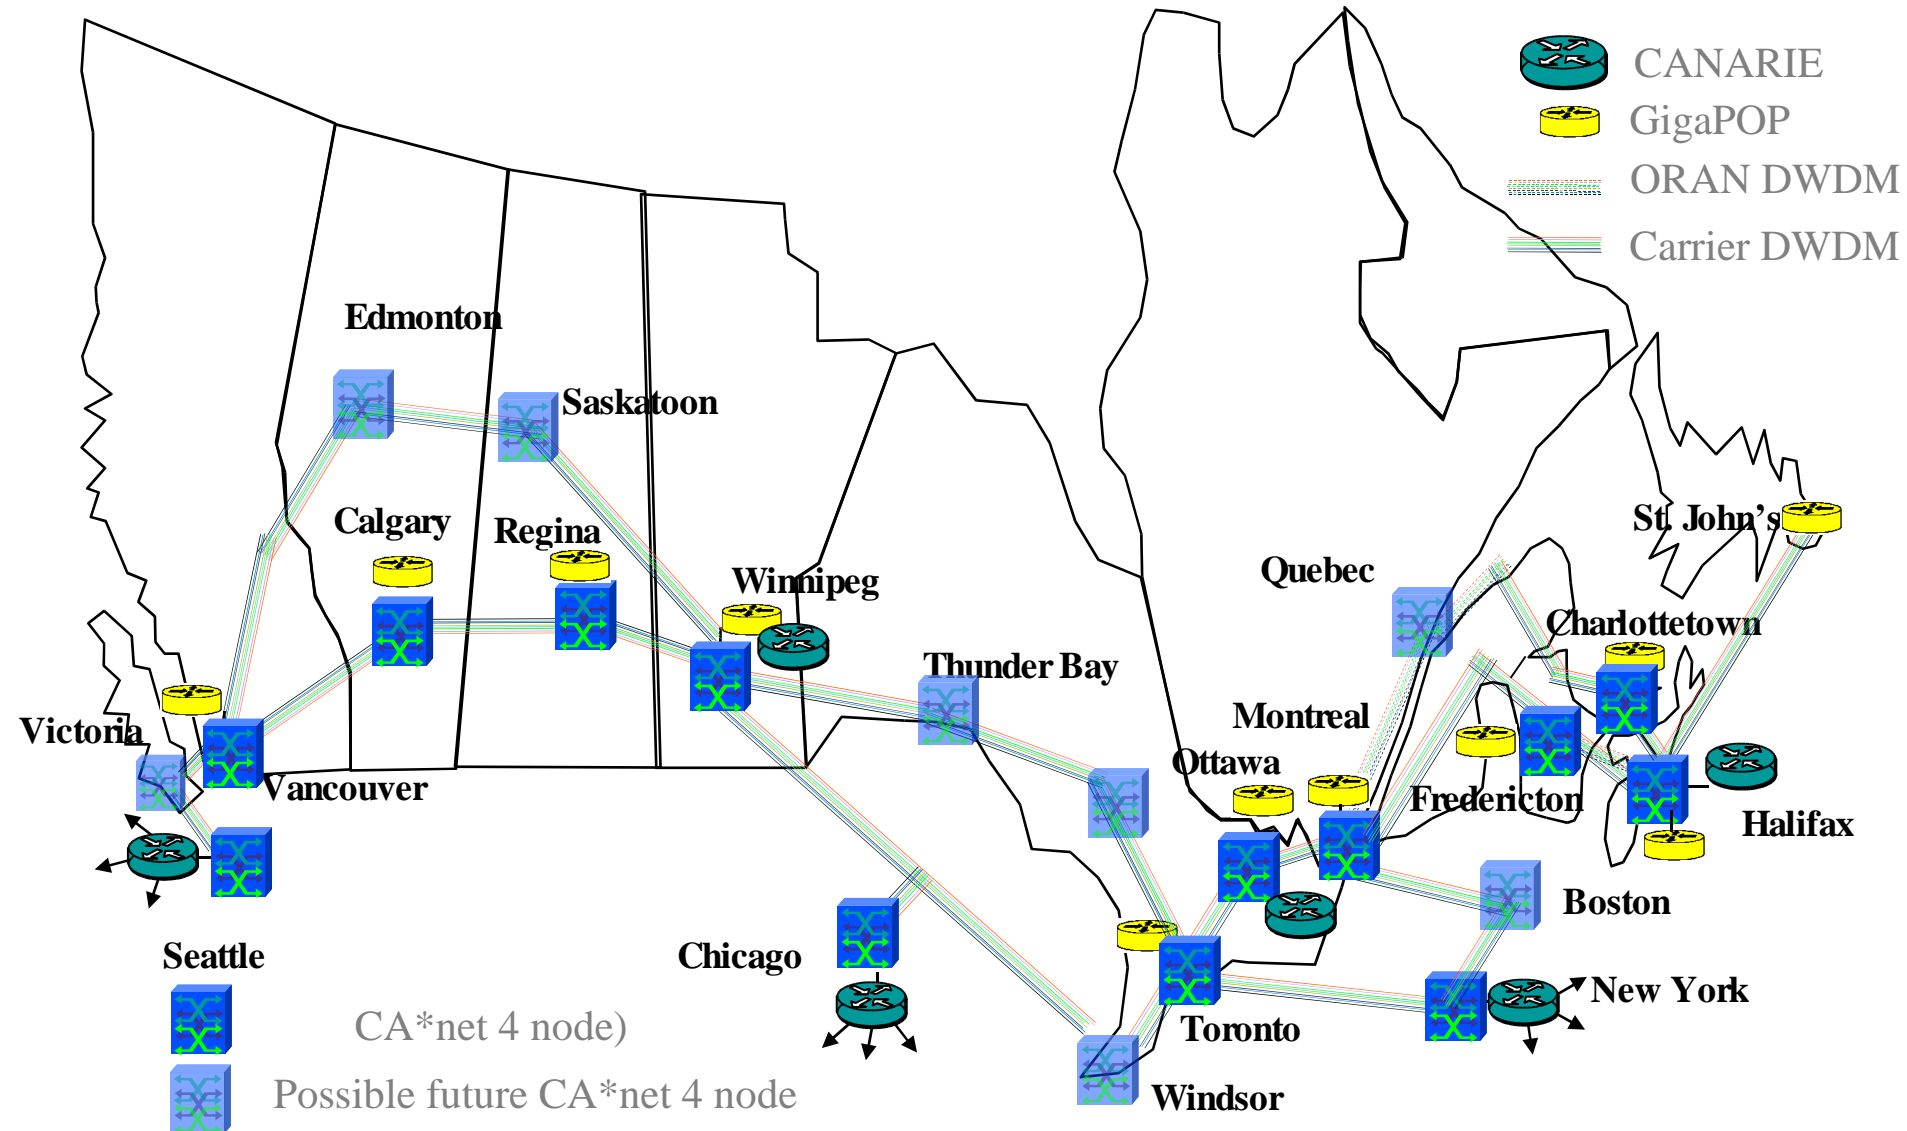 CANARIE
GigaPOP
ORAN DWDM
Carrier DWDM
Edmonton
Saskatoon
Calgary
Regina
Winnipeg
St. John's
Quebec
Charlottetown
Thunder Bay
Victoria
Montreal
Ottawa
Vancouver
Fredericton
Halifax
Boston
Seattle
Chicago
New York
Toronto
CA*net 4 node)
Possible future CA*net 4 node
Windsor